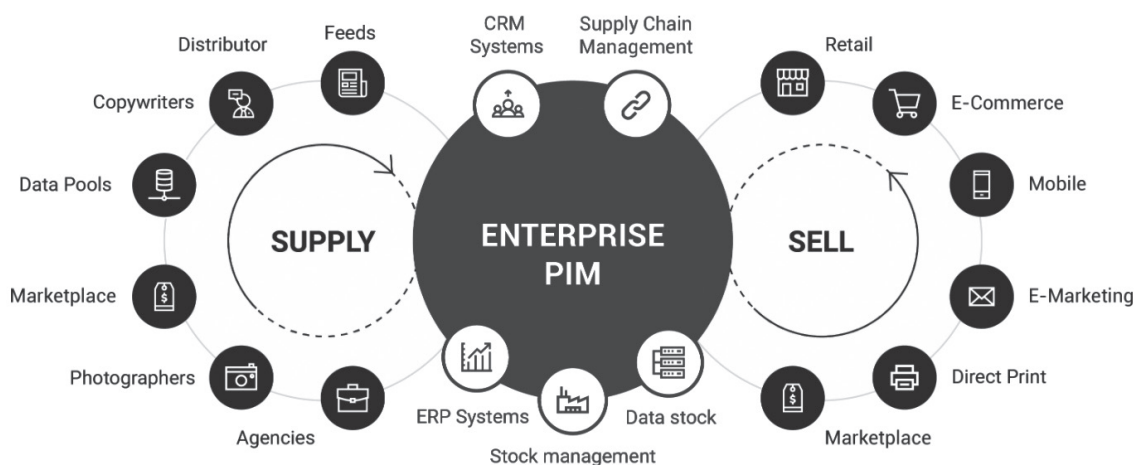 CRM
Systems
Supply Chain
Management
Feeds
Distributor
Copywriters
Data Pools
Marketplace
Photographers
Agencies
SUPPLY
ENTERPRISE
PIM
SELL
ERP Systems
Stock management
Data stock
Retail
E-Commerce
Mobile
E-Marketing
Direct Print
Marketplace